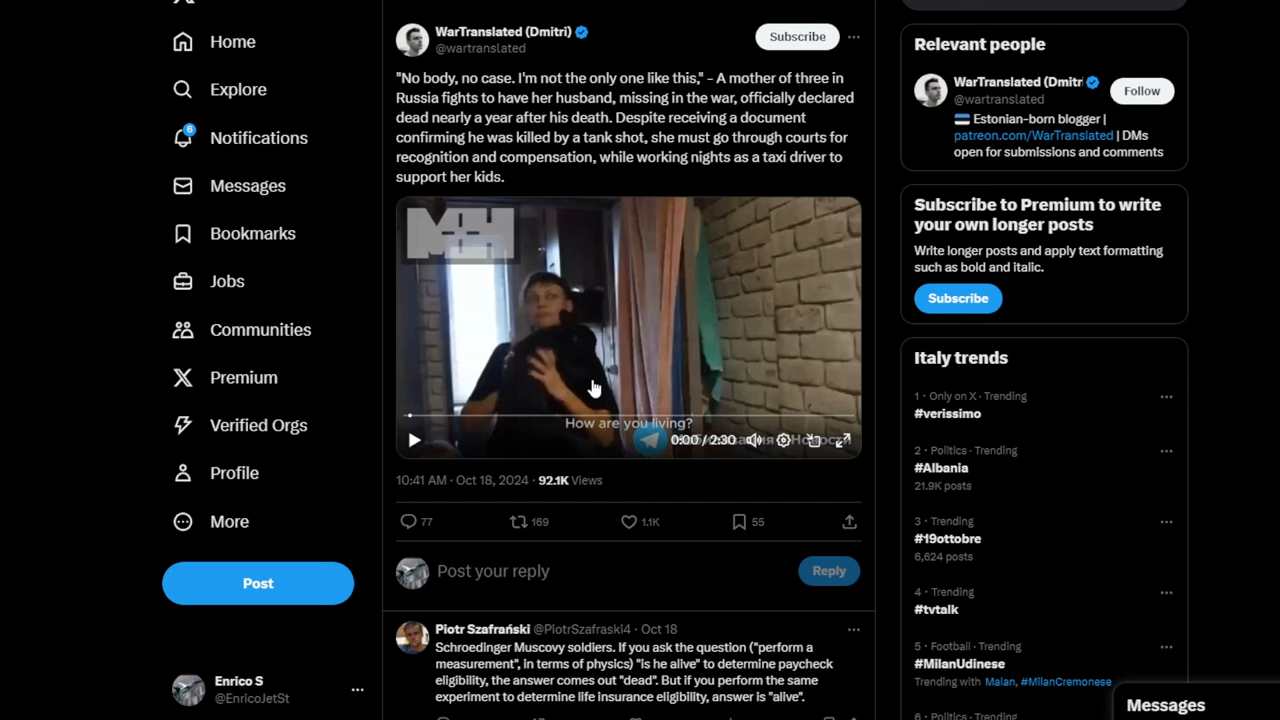 WarTranslated (Dmitri)
@wartranslated
Subscribe
"No body, no case. I'm not the only one like this," - A mother of three in
Russia fights to have her husband, missing in the war, officially declared
dead nearly a year after his death. Despite receiving a document
confirming he was killed by a tank shot, she must go through courts for
recognition and compensation, while working nights as a taxi driver to
support her kids.
How are you living?
0:00 / 2:30
10:41 AM · Oct 18, 2024 · 92.1K Views
77
169
1.1K
55
Post your reply
Reply
Piotr Szafrański @PiotrSzafraski4 · Oct 18
Schroedinger Muscovy soldiers. If you ask the question ("perform a
measurement", in terms of physics) "is he alive" to determine paycheck
eligibility, the answer comes out "dead". But if you perform the same
experiment to determine life insurance eligibility, answer is "alive".
Home
Explore
6
Notifications
Messages
Bookmarks
Jobs
Communities
Premium
Verified Orgs
Profile
More
Post
Enrico S
@EnricoJetSt
Relevant people
WarTranslated (Dmitr
@wartranslated
Follow
Estonian-born blogger |
patreon.com/WarTranslated | DMs
open for submissions and comments
Subscribe to Premium to write
your own longer posts
Write longer posts and apply text formatting
such as bold and italic.
Subscribe
Italy trends
1 · Only on X · Trending
#verissimo
2 · Politics · Trending
#Albania
21.9K posts
3 · Trending
#19ottobre
6,624 posts
4 · Trending
#tvtalk
5 · Football · Trending
#MilanUdinese
Trending with Maian, #MilanCremonese
6 · Politics · Trending
Messages